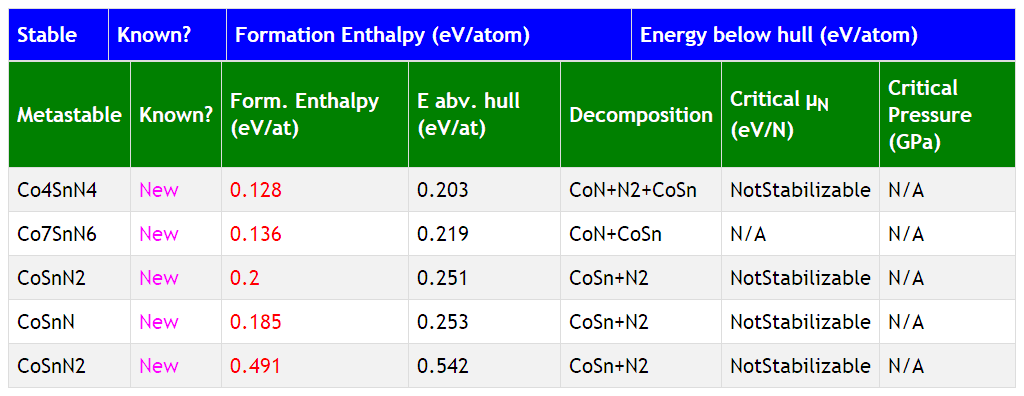 Stable Known? Formation Enthalpy (eV/atom) Energy below hull (eV/atom)
Metastable Known? Form. Enthalpy (eV/at) E abv. hull (eV/at) Decomposition Critical μN (eV/N) Critical Pressure (GPa)
Co4SnN4 New 0.128 0.203 CoN+N2+CoSn NotStabilizable N/A
Co7SnN6 New 0.136 0.219 CoN+CoSn N/A N/A
CoSnN2 New 0.2 0.251 CoSn+N2 NotStabilizable N/A
CoSnN New 0.185 0.253 CoSn+N2 NotStabilizable N/A
CoSnN2 New 0.491 0.542 CoSn+N2 NotStabilizable N/A